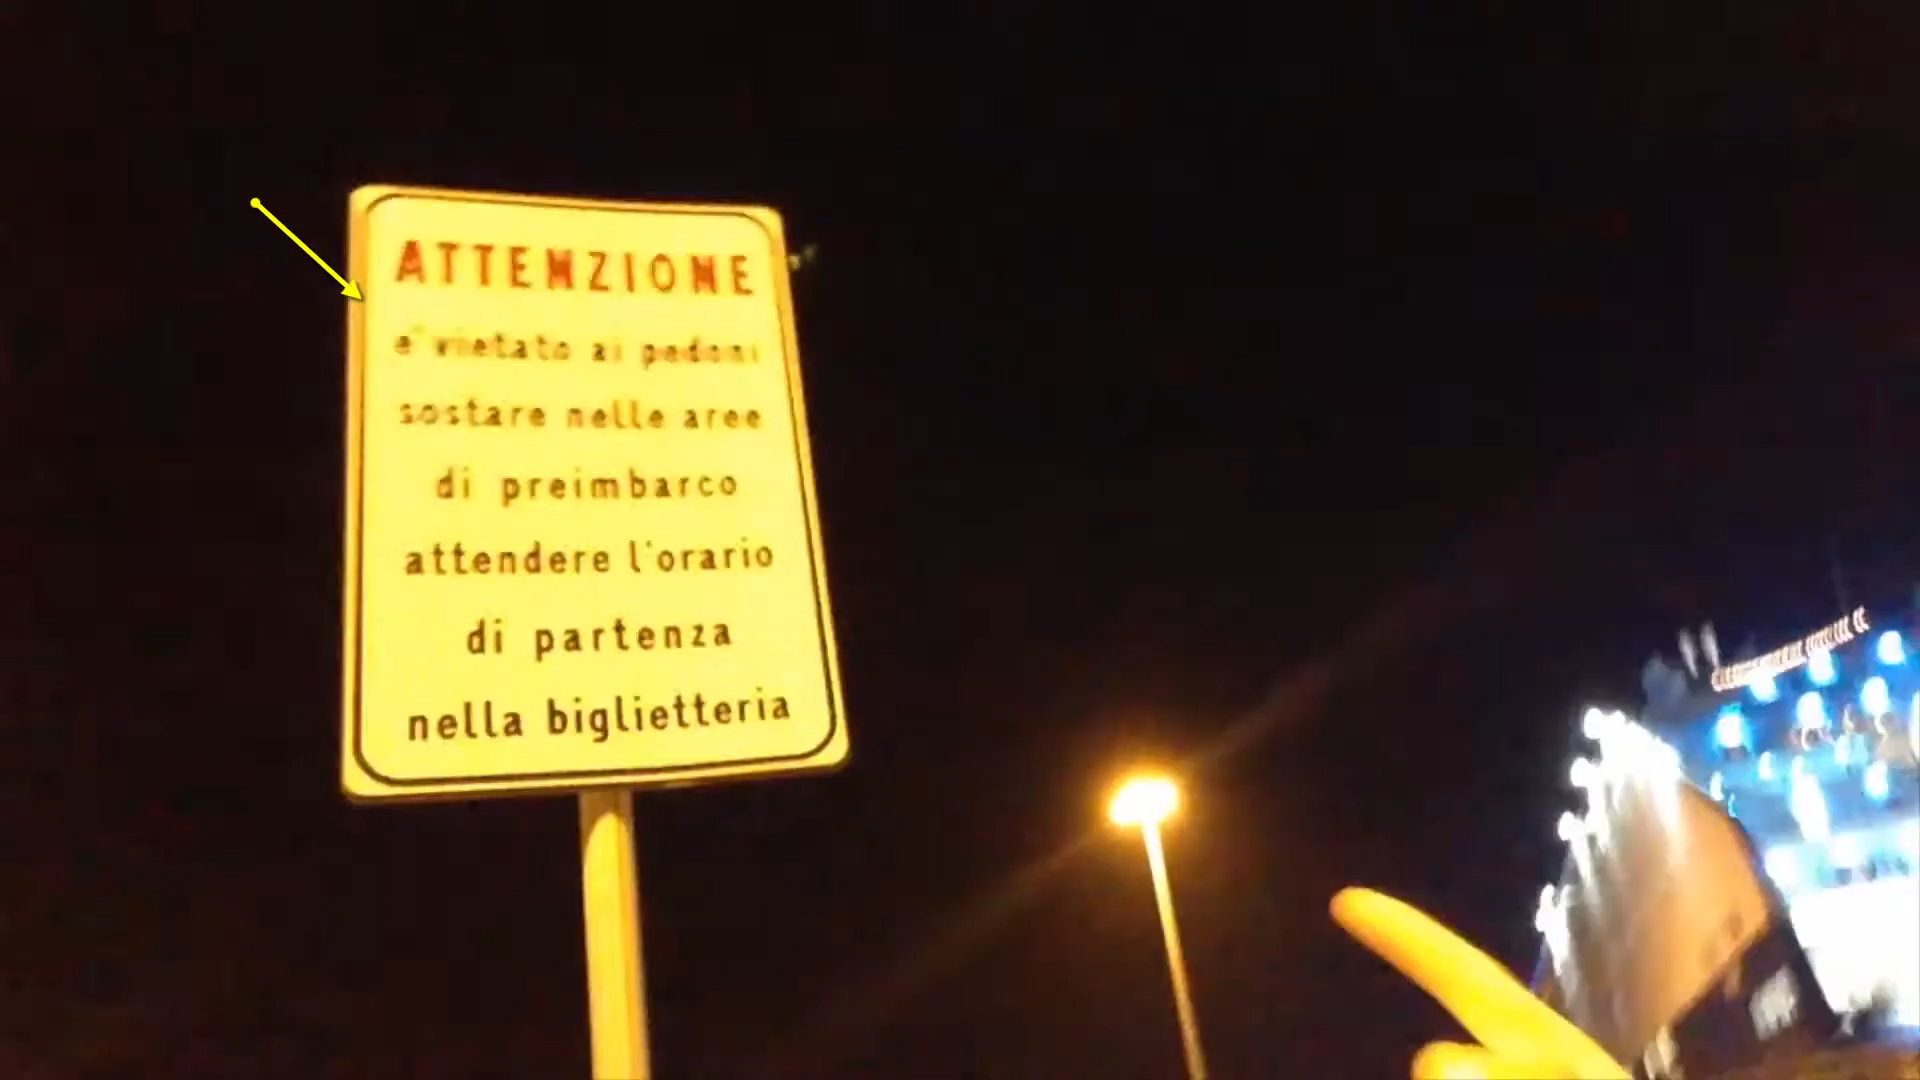 ATTENZIONE
e' vietato ai pedoni
sostare nelle aree
di preimbarco
attendere l'orario
di partenza
nella biglietteria